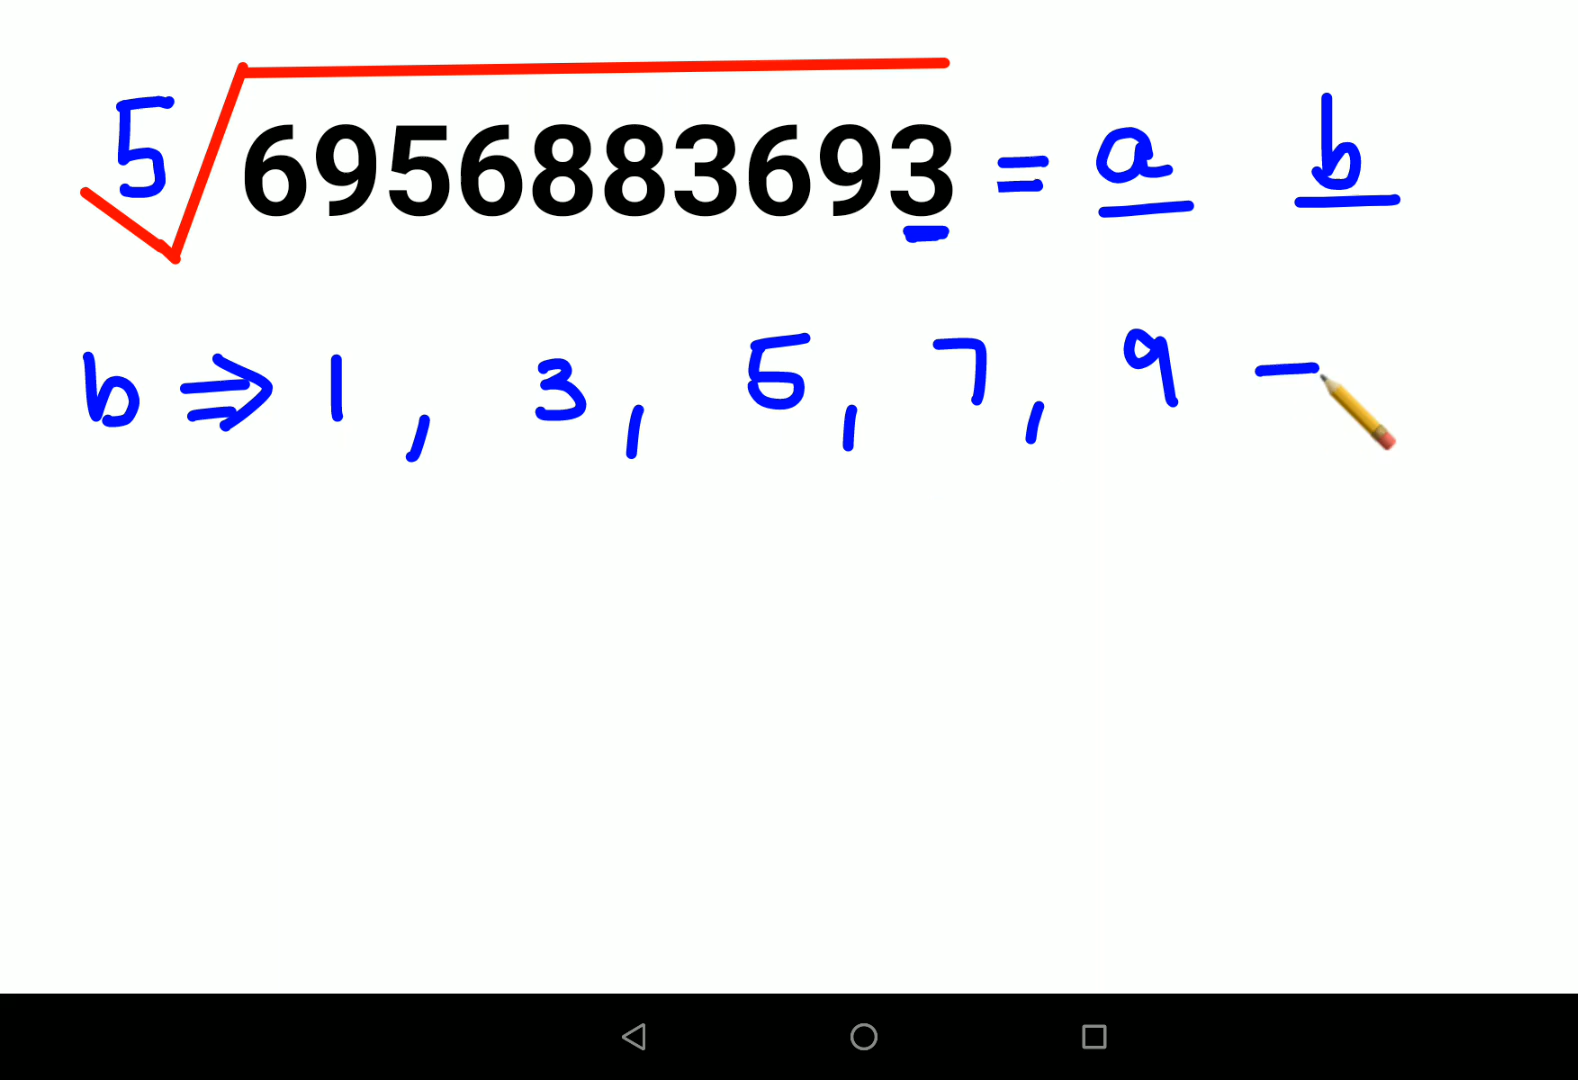 5√6956883693 = a b
b ⇒ 1 , 3 , 5 , 7 , 9 —